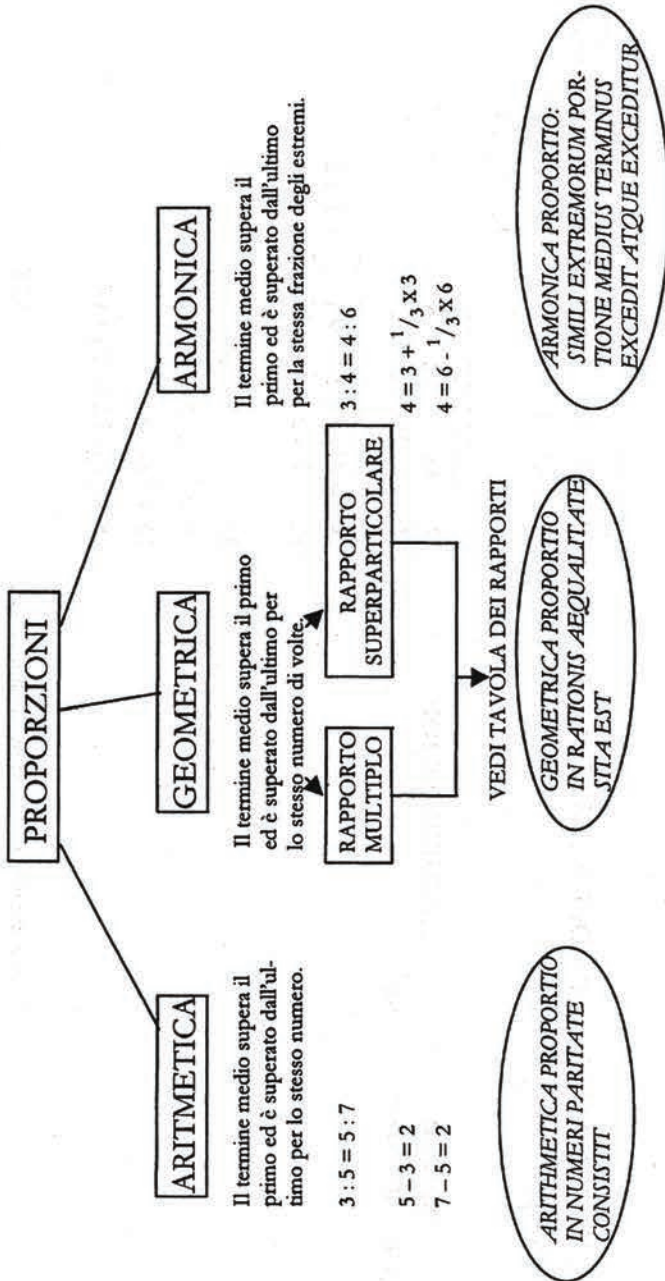 PROPORZIONI
ARITMETICA
Il termine medio supera il
primo ed è superato dall'ul-
timo per lo stesso numero.
3 : 5 = 5 : 7
5 – 3 = 2
7 – 5 = 2
ARITHMETICA PROPORTIO
IN NUMERI PARITATE
CONSISTIT
GEOMETRICA
Il termine medio supera il primo
ed è superato dall'ultimo per
lo stesso numero di volte.
RAPPORTO
MULTIPLO
RAPPORTO
SUPERPARTICOLARE
VEDI TAVOLA DEI RAPPORTI
GEOMETRICA PROPORTIO
IN RATIONIS AEQUALITATE
SITA EST
ARMONICA
Il termine medio supera il
primo ed è superato dall'ultimo
per la stessa frazione degli estremi.
3 : 4 = 4 : 6
4 = 3 + 1/3 X 3
4 = 6 - 1/3 X 6
ARMONICA PROPORTIO:
SIMILI EXTREMORUM POR-
TIONE MEDIUS TERMINUS
EXCEDIT ATQUE EXCEDITUR